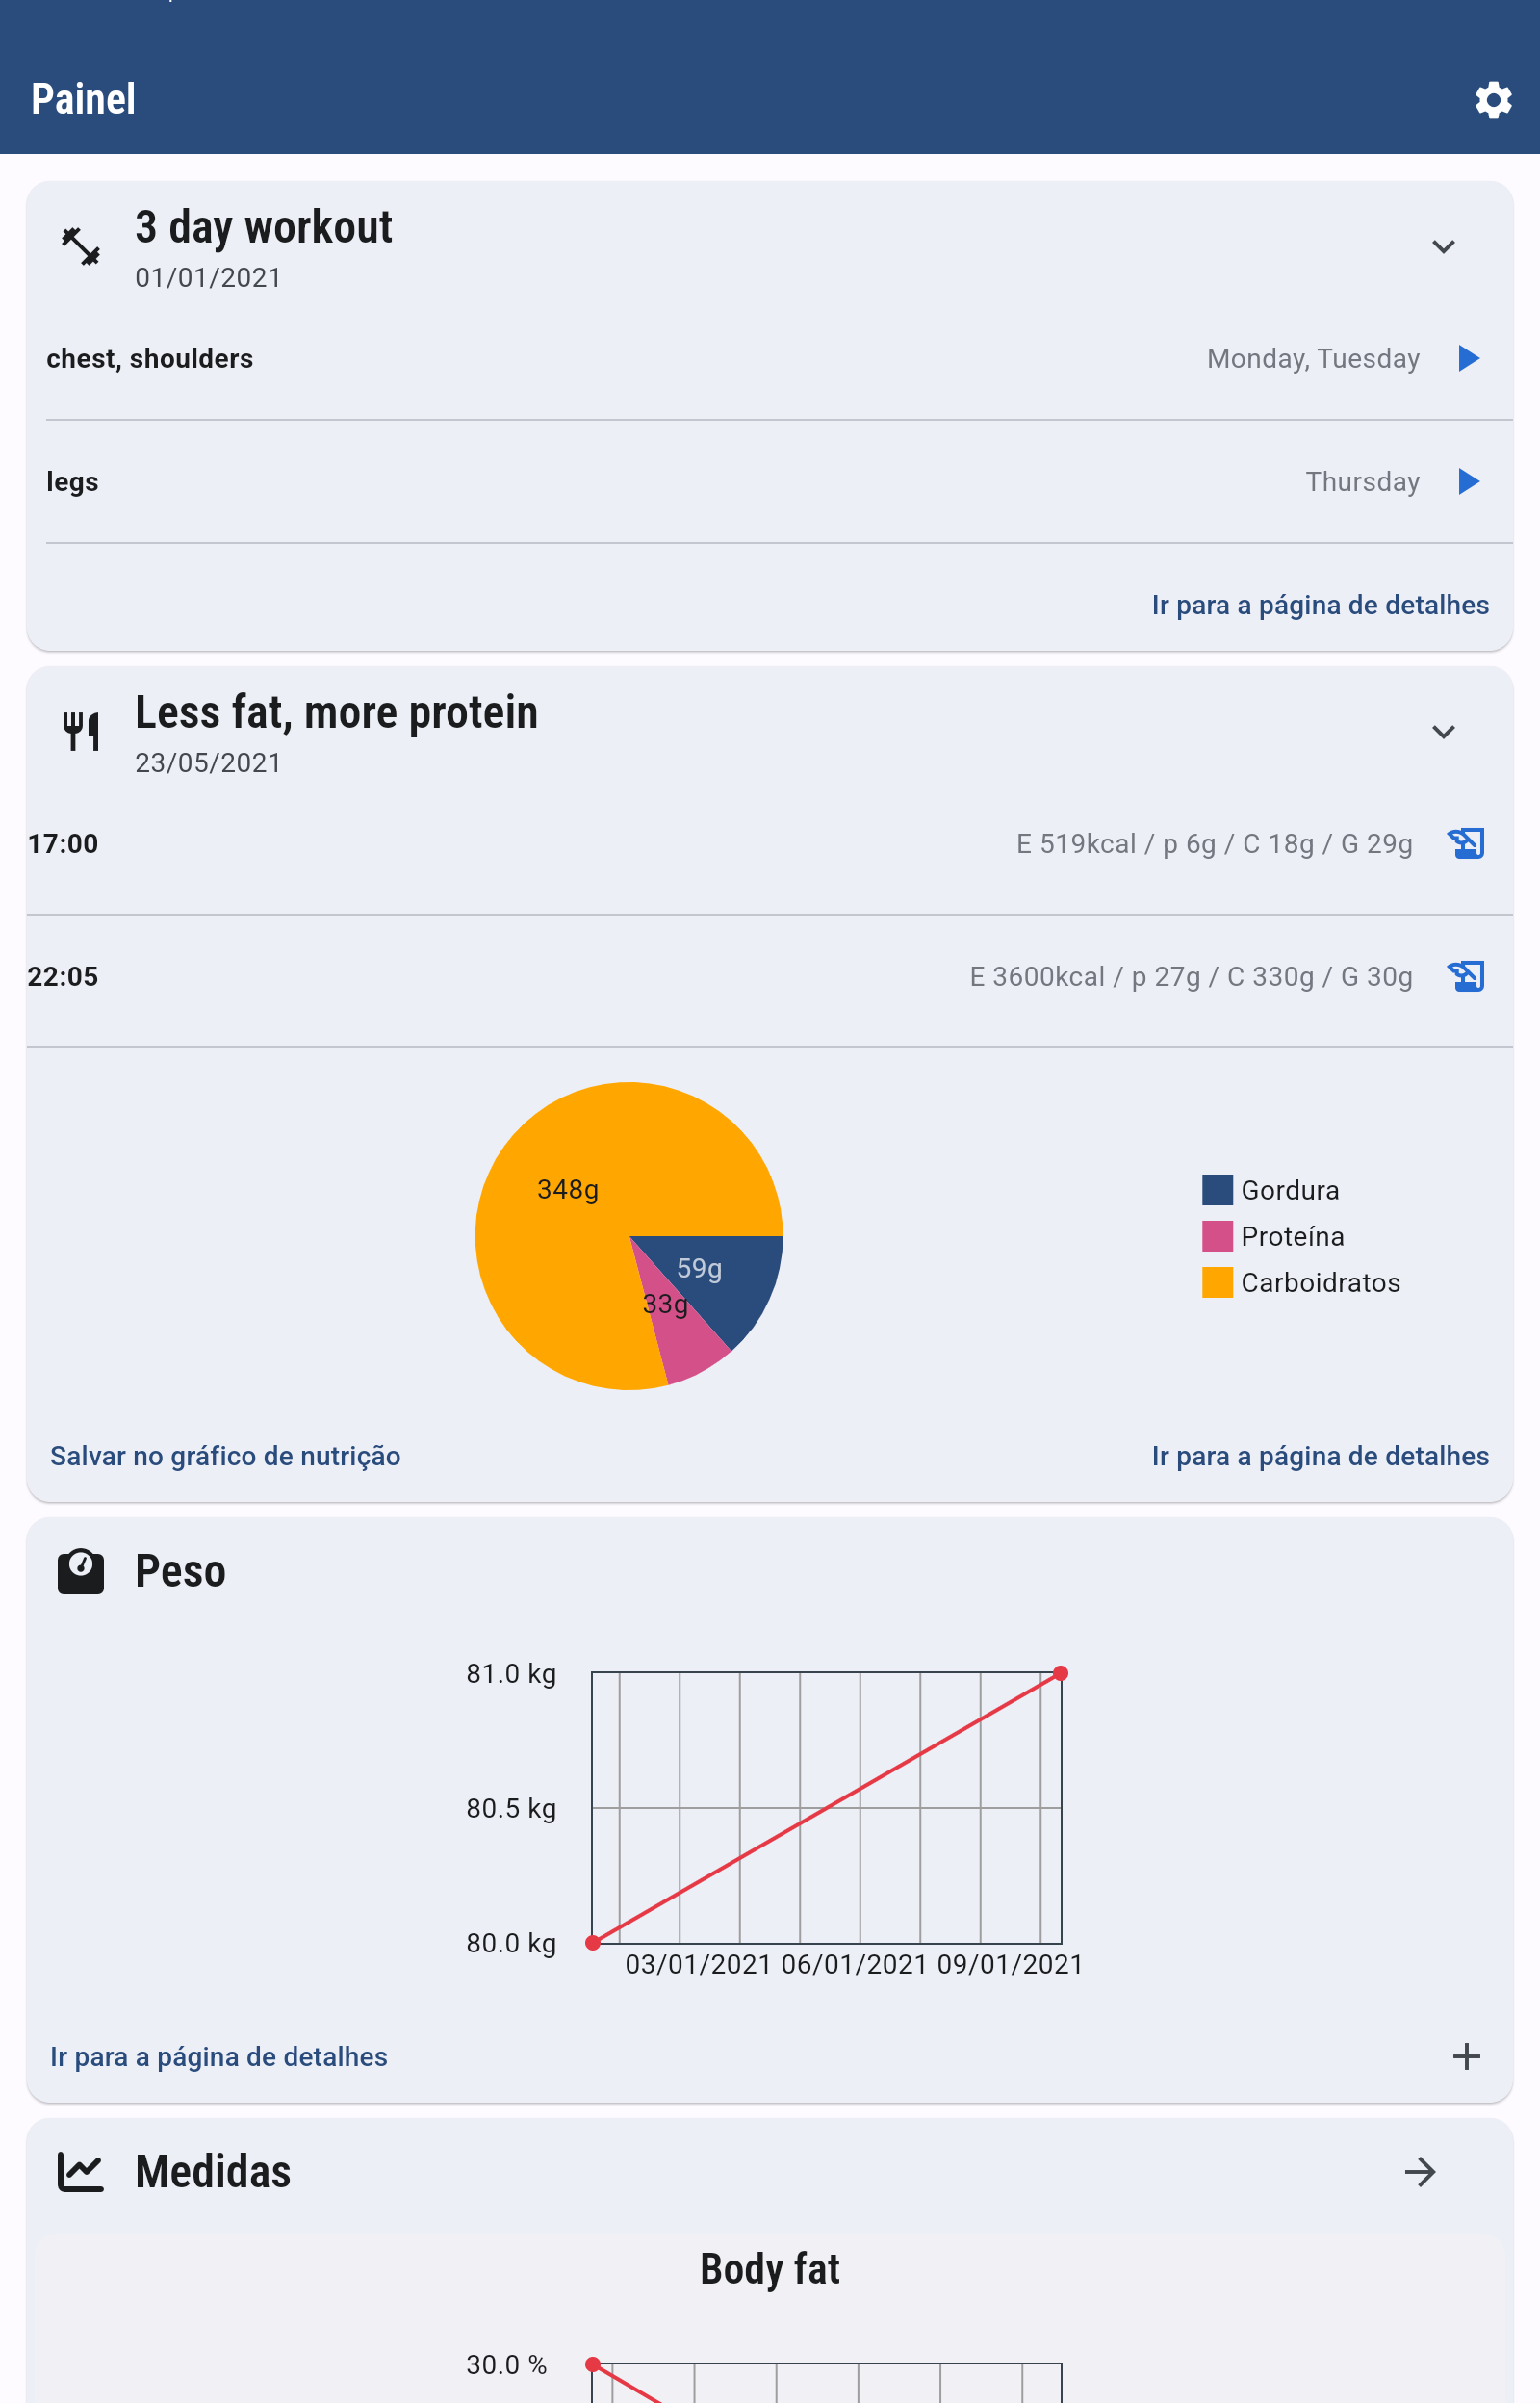 Painel
3 day workout
01/01/2021
chest, shoulders Monday, Tuesday
legs Thursday
Ir para a página de detalhes
Less fat, more protein
23/05/2021
17:00 E 519kcal / p 6g / C 18g / G 29g
22:05 E 3600kcal / p 27g / C 330g / G 30g
348g
59g
33g
Gordura
Proteína
Carboidratos
Salvar no gráfico de nutrição Ir para a página de detalhes
Peso
81.0 kg
80.5 kg
80.0 kg
03/01/2021 06/01/2021 09/01/2021
Ir para a página de detalhes
Medidas
Body fat
30.0 %